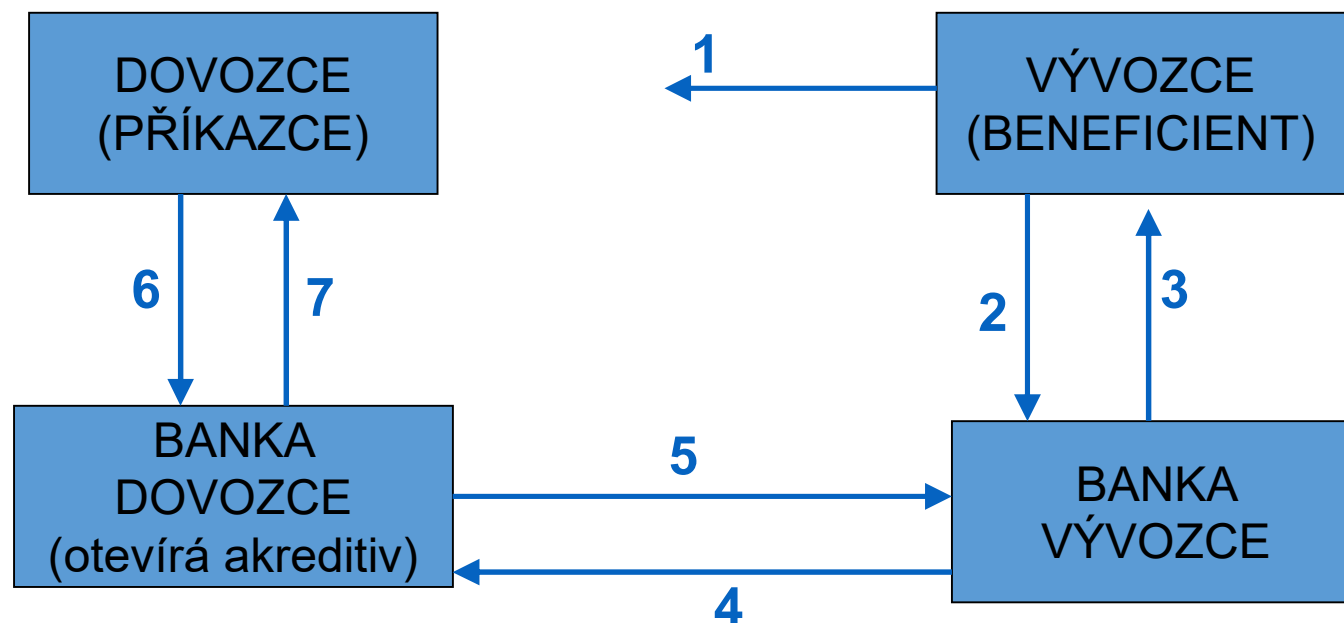 DOVOZCE
(PŘÍKAZCE)
1
VÝVOZCE
(BENEFICIENT)
6
7
2
3
BANKA
DOVOZCE
(otevírá akreditiv)
5
4
BANKA
VÝVOZCE